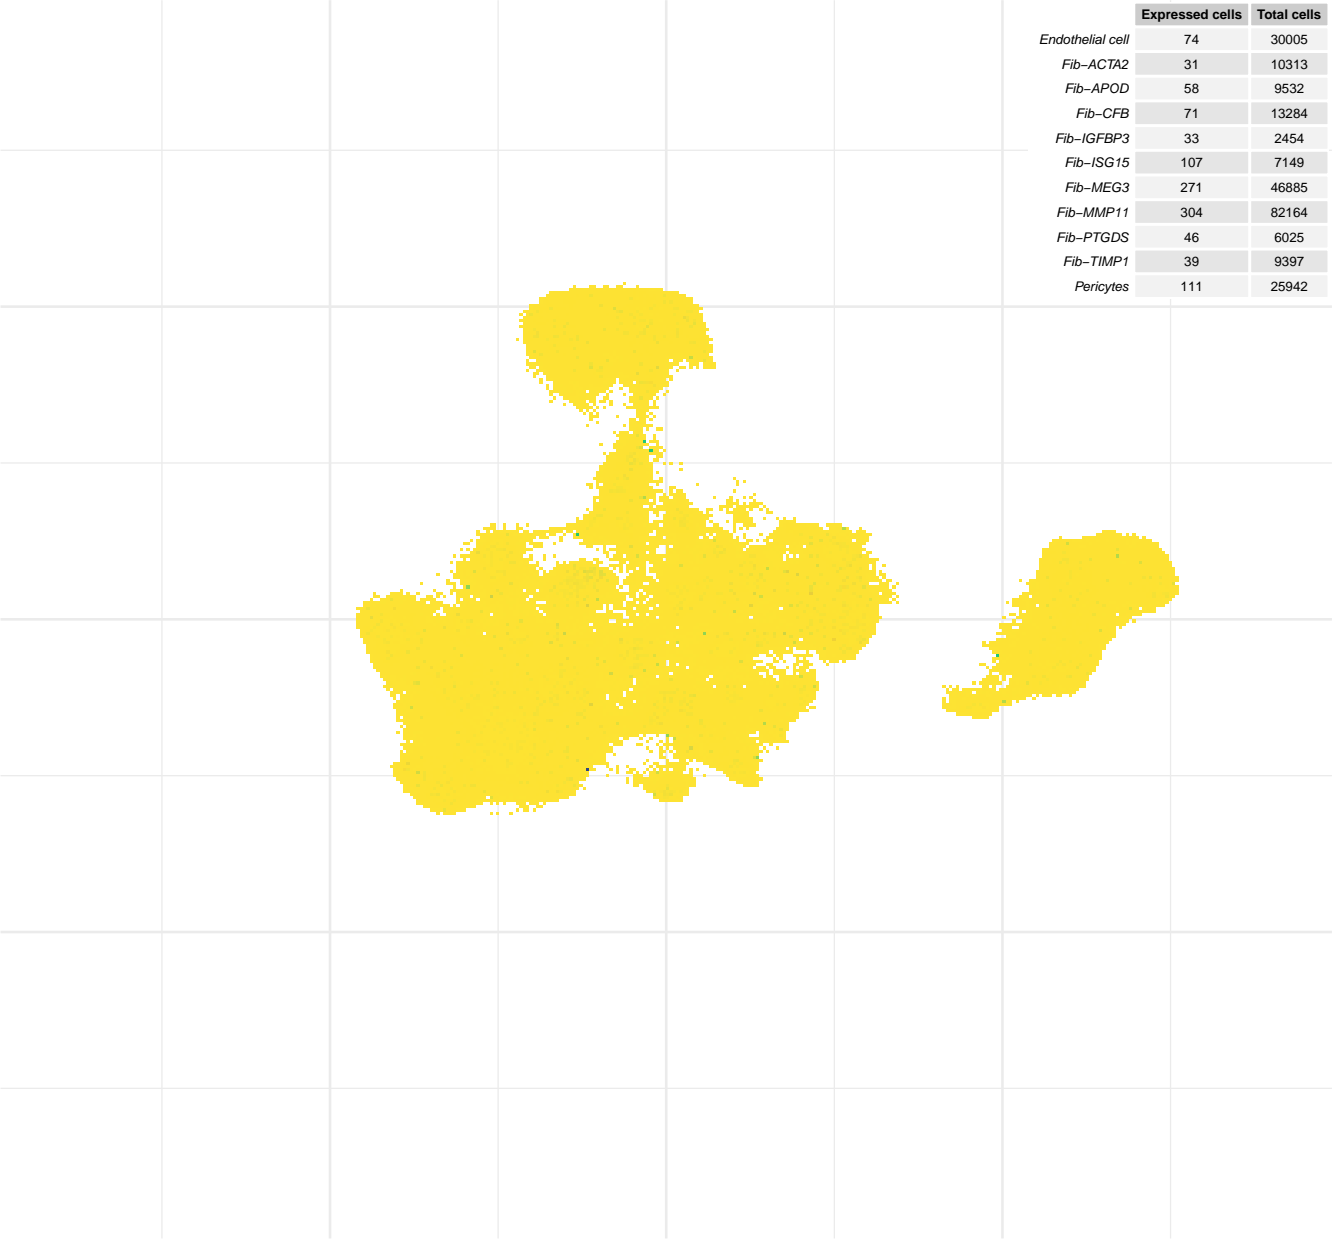 Expressed cells Total cells
Endothelial cell 74 30005
Fib−ACTA2 31 10313
Fib−APOD 58 9532
Fib−CFB 71 13284
Fib−IGFBP3 33 2454
Fib−ISG15 107 7149
Fib−MEG3 271 46885
Fib−MMP11 304 82164
Fib−PTGDS 46 6025
Fib−TIMP1 39 9397
Pericytes 111 25942